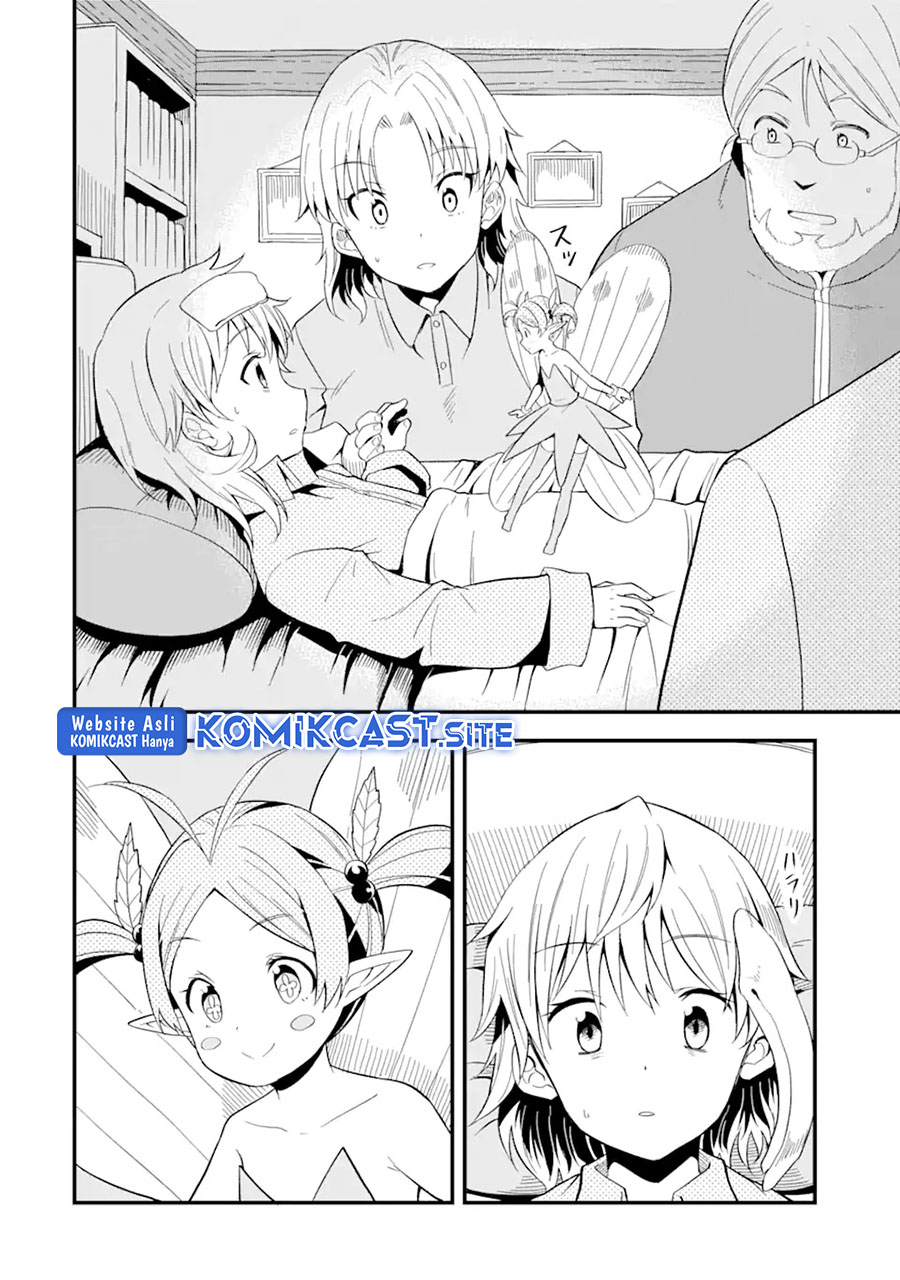 スッ
ハラリ
Website Asli
KOMIKCAST Hanya
KOMIKCAST.SITE